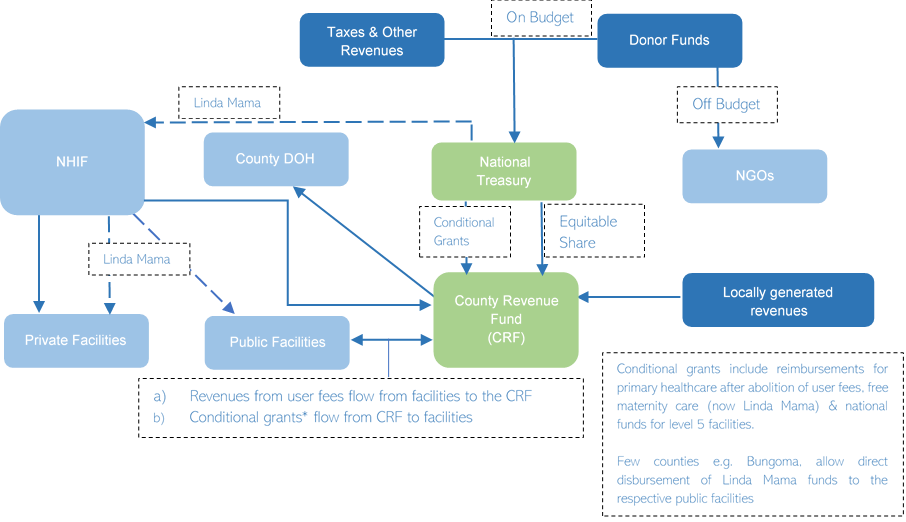 On Budget
Taxes & Other
Revenues
Donor Funds
Linda Mama
Off Budget
NHIF
County DOH
National
Treasury
NGOs
Conditional
Grants
Equitable
Share
Linda Mama
County Revenue
Fund
(CRF)
Locally generated
revenues
Private Facilities
Public Facilities
a) Revenues from user fees flow from facilities to the CRF
b) Conditional grants* flow from CRF to facilities
Conditional grants include reimbursements for
primary healthcare after abolition of user fees, free
maternity care (now Linda Mama) & national
funds for level 5 facilities.
Few counties e.g. Bungoma, allow direct
disbursement of Linda Mama funds to the
respective public facilities